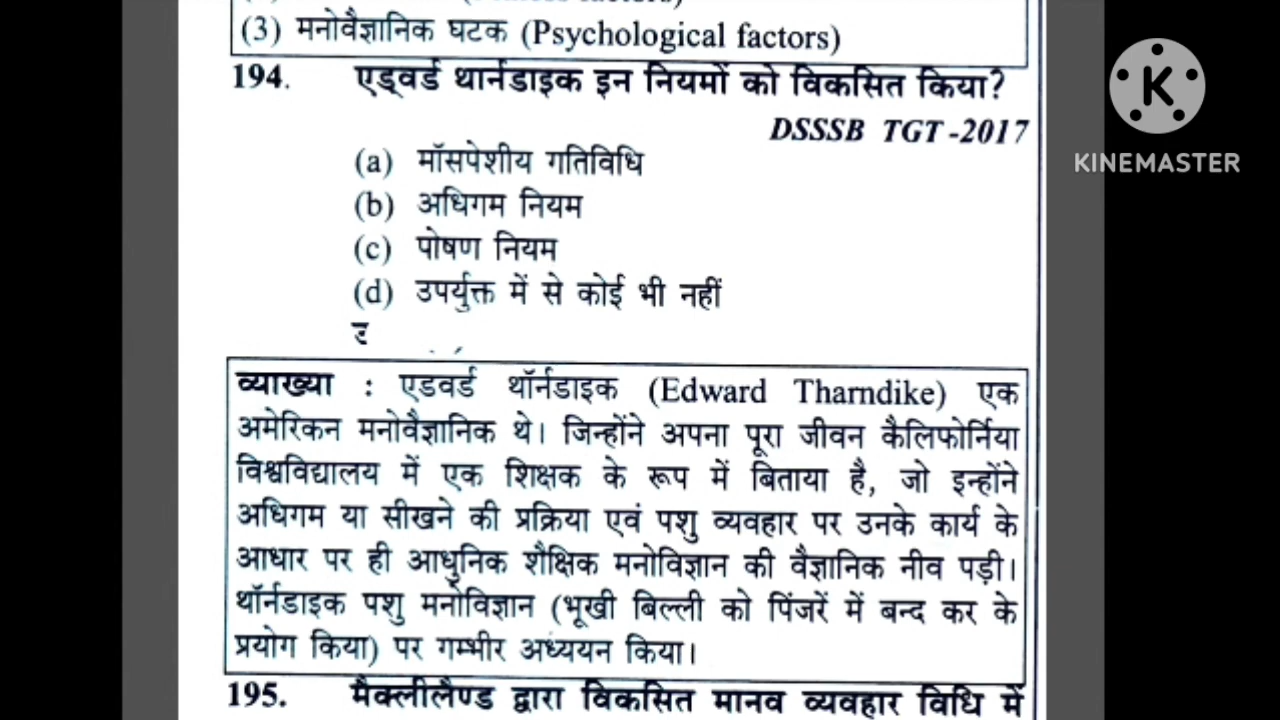 (3) मनोवैज्ञानिक घटक (Psychological factors)
194. एड्वर्ड थार्नडाइक इन नियमों को विकसित किया?
DSSSB TGT -2017
(a) मॉसपेशीय गतिविधि
(b) अधिगम नियम
(c) पोषण नियम
(d) उपर्युक्त में से कोई भी नहीं
व्याख्या : एडवर्ड थॉर्नडाइक (Edward Tharndike) एक
अमेरिकन मनोवैज्ञानिक थे। जिन्होंने अपना पूरा जीवन कैलिफोर्निया
विश्वविद्यालय में एक शिक्षक के रूप में बिताया है, जो इन्होंने
अधिगम या सीखने की प्रक्रिया एवं पशु व्यवहार पर उनके कार्य के
आधार पर ही आधुनिक शैक्षिक मनोविज्ञान की वैज्ञानिक नीव पड़ी।
थॉर्नडाइक पशु मनोविज्ञान (भूखी बिल्ली को पिंजरें में बन्द कर के
प्रयोग किया) पर गम्भीर अध्ययन किया।
195. मैक्लीलैण्ड द्वारा विकसित मानव व्यवहार विधि में
K
KINEMASTER